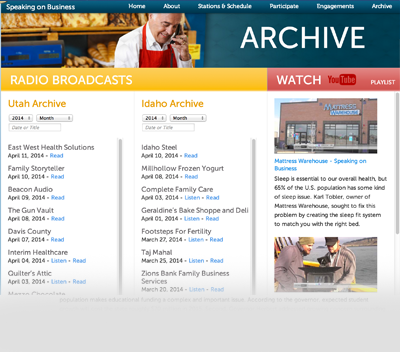 Speaking on Business
Home About Stations & Schedule Participate Engagements Archive
ARCHIVE
RADIO BROADCASTS
WATCH YouTube PLAYLIST
Utah Archive
2014 Month
Date or Title
East West Health Solutions
April 11, 2014 - Read
Family Storyteller
April 10, 2014 - Read
Beacon Audio
April 09, 2014 - Read
The Gun Vault
April 08, 2014 - Read
Davis County
April 07, 2014 - Read
Interim Healthcare
April 04, 2014 - Listen - Read
Quilter's Attic
April 03, 2014 - Listen - Read
Idaho Archive
2014 Month
Date or Title
Idaho Steel
April 10, 2014 - Read
Millhollow Frozen Yogurt
April 08, 2014 - Read
Complete Family Care
April 03, 2014 - Listen - Read
Geraldine's Bake Shoppe and Deli
April 01, 2014 - Listen - Read
Footsteps For Fertility
March 27, 2014 - Listen - Read
Taj Mahal
March 25, 2014 - Listen - Read
Zions Bank Family Business
Services
March 20, 2014 - Listen - Read
MATTRESS
WAREHOUSE
Mattress Warehouse - Speaking on
Business
Sleep is essential to our overall health, but
65% of the U.S. population has some kind
of sleep issue. Karl Tobler, owner of
Mattress Warehouse, sought to fix this
problem by creating the sleep fit system
to match you with the right bed.